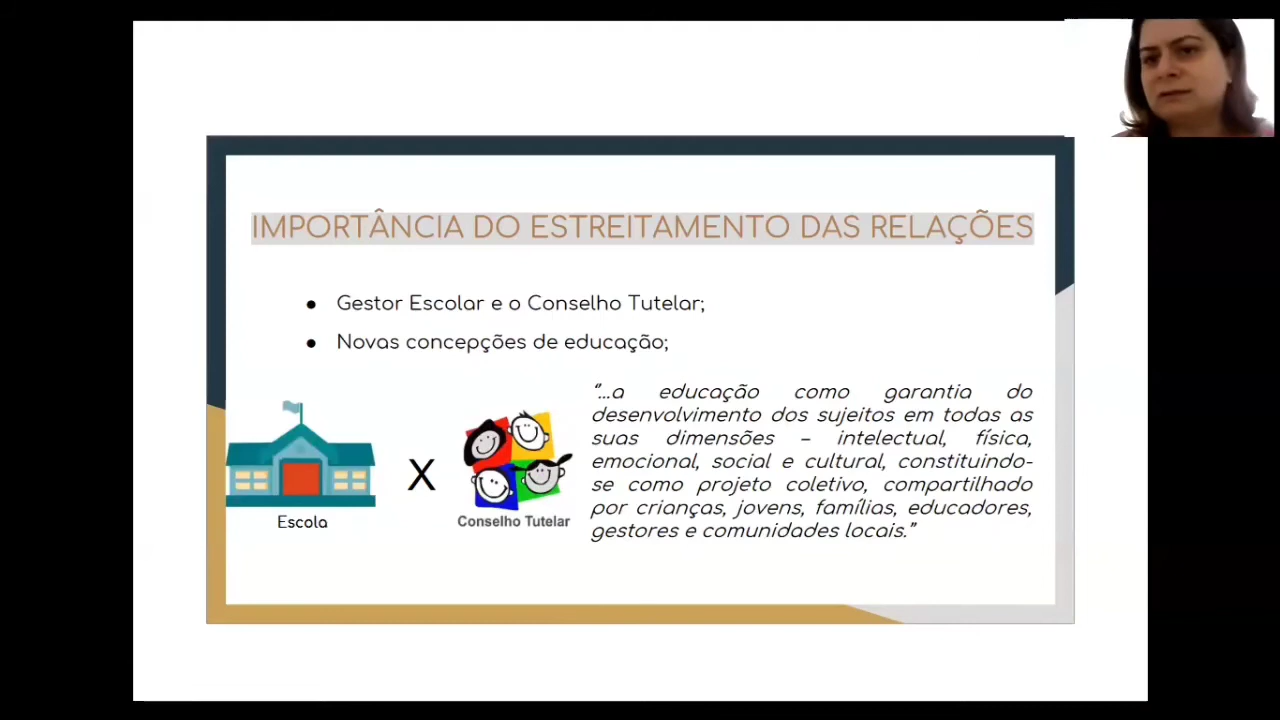 IMPORTÂNCIA DO ESTREITAMENTO DAS RELAÇÕES
● Gestor Escolar e o Conselho Tutelar;
● Novas concepções de educação;
X
Escola
Conselho Tutelar
“...a educação como garantia do
desenvolvimento dos sujeitos em todas as
suas dimensões – intelectual, física,
emocional, social e cultural, constituindo-
se como projeto coletivo, compartilhado
por crianças, jovens, famílias, educadores,
gestores e comunidades locais.”